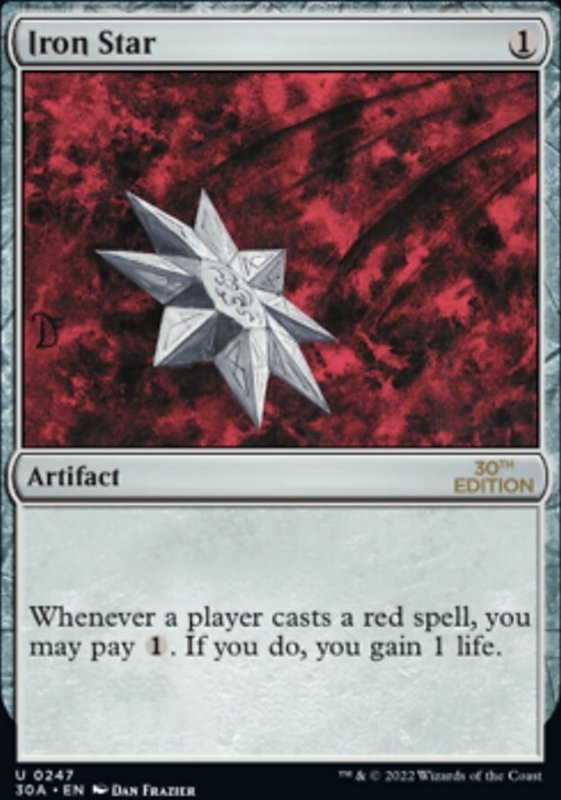 Iron Star 1
DF
Artifact
30TH
EDITION
Whenever a player casts a red spell, you
may pay 1. If you do, you gain 1 life.
U 0247
30A • EN DAN FRAZIER
™ & © 2022 Wizards of the Coast